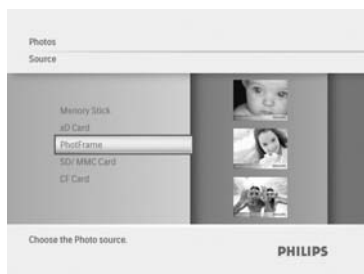 Photos
Source
Memory Stick
xD Card
PhotFrame
SD/ MMC Card
CF Card
Choose the Photo source.
PHILIPS